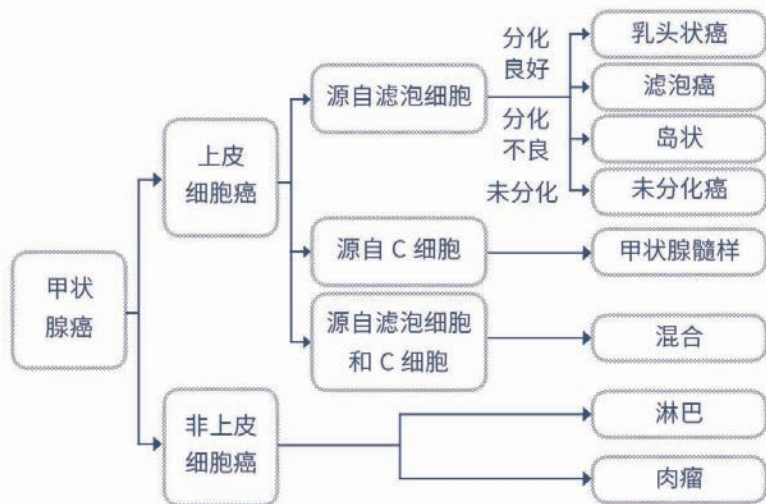 甲状
腺癌
上皮
细胞癌
非上皮
细胞癌
源自滤泡细胞
源自 C 细胞
源自滤泡细胞
和 C 细胞
分化
良好
分化
不良
未分化
乳头状癌
滤泡癌
岛状
未分化癌
甲状腺髓样
混合
淋巴
肉瘤